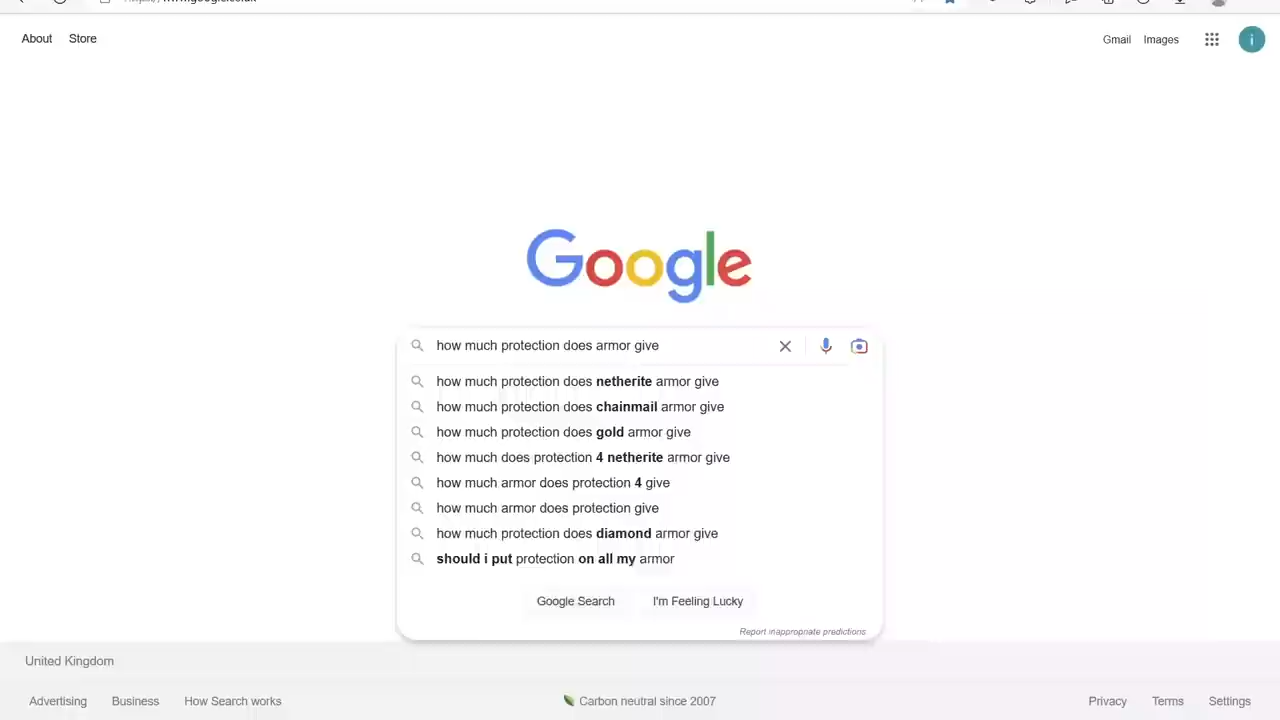 About Store
Gmail Images
i
Google
how much protection does armor give
how much protection does netherite armor give
how much protection does chainmail armor give
how much protection does gold armor give
how much does protection 4 netherite armor give
how much armor does protection 4 give
how much armor does protection give
how much protection does diamond armor give
should i put protection on all my armor
Google Search I'm Feeling Lucky
Report inappropriate predictions
United Kingdom
Advertising Business How Search works
Carbon neutral since 2007
Privacy Terms Settings